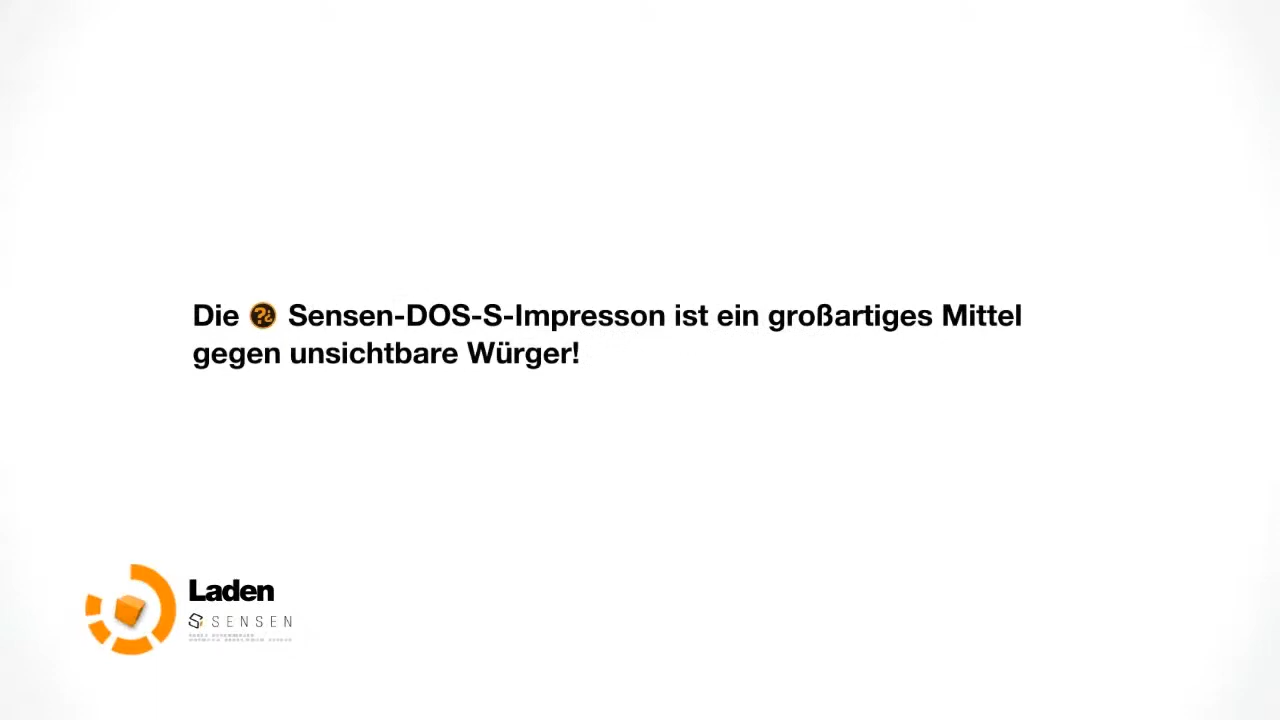 Die ?¿ Sensen-DOS-S-Impresson ist ein großartiges Mittel
gegen unsichtbare Würger!
Laden
SENSEN